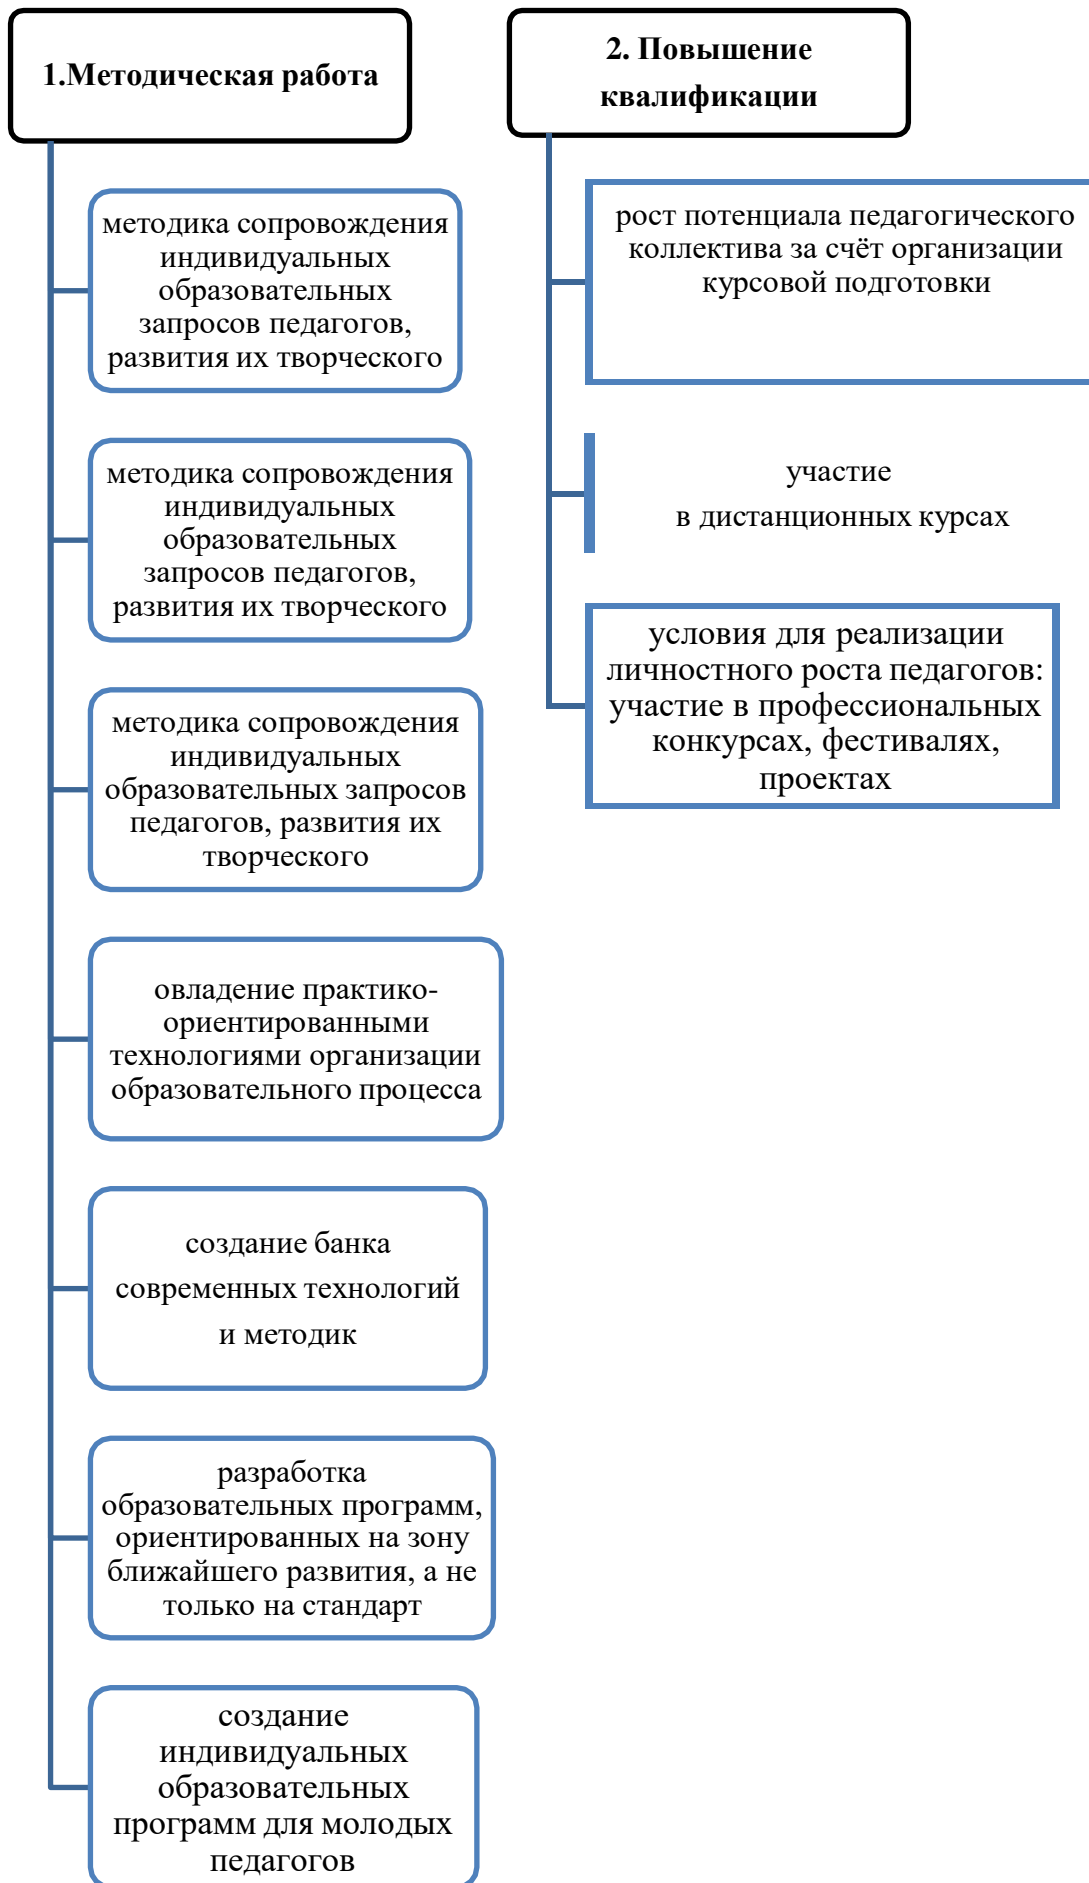 1.Методическая работа
методика сопровождения
индивидуальных
образовательных
запросов педагогов,
развития их творческого
методика сопровождения
индивидуальных
образовательных
запросов педагогов,
развития их творческого
методика сопровождения
индивидуальных
образовательных запросов
педагогов, развития их
творческого
овладение практико-
ориентированными
технологиями организации
образовательного процесса
создание банка
современных технологий
и методик
разработка
образовательных программ,
ориентированных на зону
ближайшего развития, а не
только на стандарт
создание
индивидуальных
образовательных
программ для молодых
педагогов
2. Повышение
квалификации
рост потенциала педагогического
коллектива за счёт организации
курсовой подготовки
участие
в дистанционных курсах
условия для реализации
личностного роста педагогов:
участие в профессиональных
конкурсах, фестивалях,
проектах